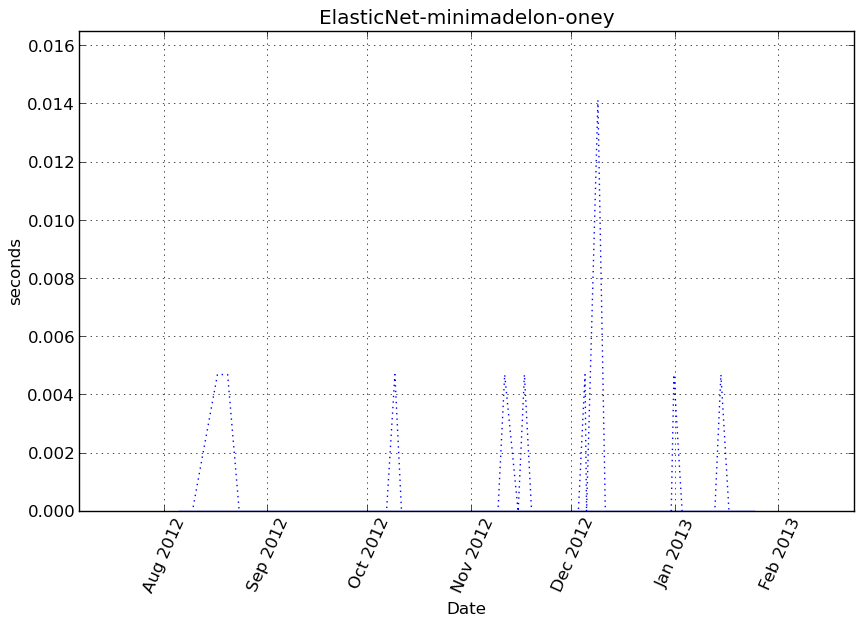 ElasticNet-minimadelon-oney
0.016
0.014
0.012
0.010
0.008
0.006
0.004
0.002
0.000
seconds
Aug 2012
Sep 2012
Oct 2012
Nov 2012
Dec 2012
Jan 2013
Feb 2013
Date